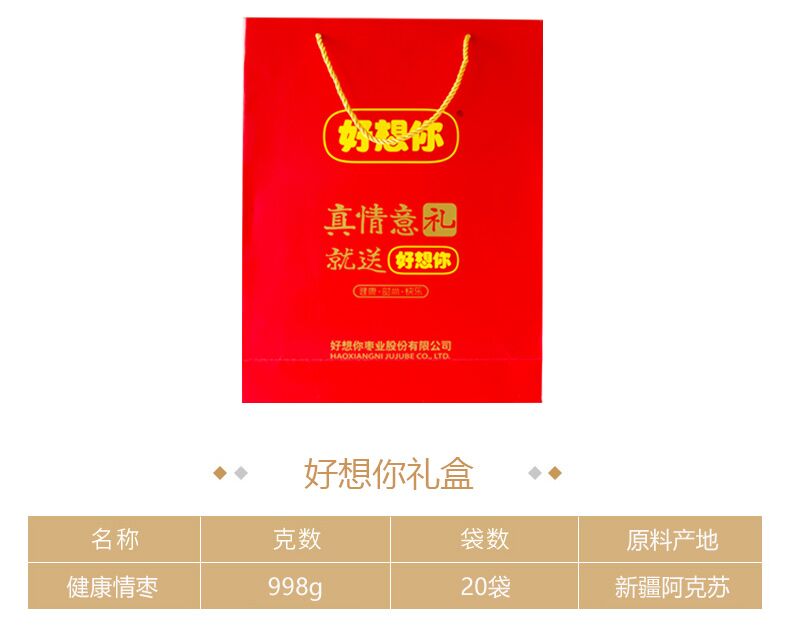 好想你®
真情意礼
就送 好想你
健康·时尚·快乐
好想你枣业股份有限公司
HAOXIANGNI JUJUBE CO., LTD.
好想你礼盒
名称 克数 袋数 原料产地
健康情枣 998g 20袋 新疆阿克苏